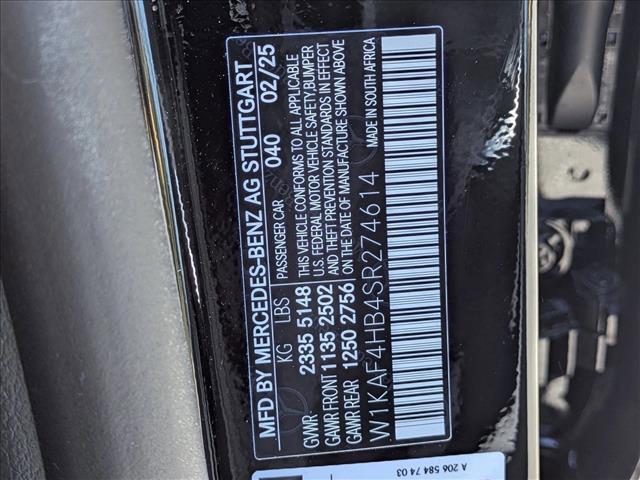 MFD BY MERCEDES-BENZ AG STUTTGART
PASSENGER CAR 040 02/25
KG LBS
GWR 2335 5148
GAWR FRONT 1135 2502
GAWR REAR 1250 2756
THIS VEHICLE CONFORMS TO ALL APPLICABLE
U.S. FEDERAL MOTOR VEHICLE SAFETY, BUMPER
AND THEFT PREVENTION STANDARDS IN EFFECT
ON THE DATE OF MANUFACTURE SHOWN ABOVE
W1KAF4HB4SR274614
MADE IN SOUTH AFRICA
A 206 584 74 03